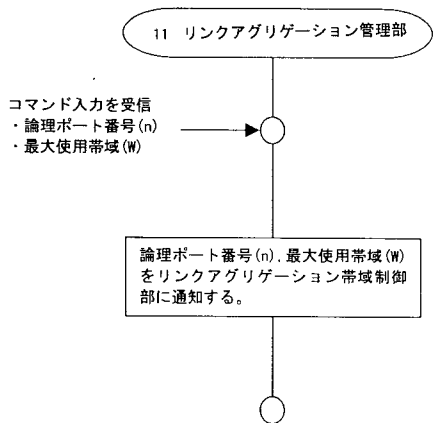 11 リンクアグリゲーション管理部
コマンド入力を受信
・論理ポート番号(n)
・最大使用帯域(W)
論理ポート番号(n),最大使用帯域(W)
をリンクアグリゲーション帯域制御
部に通知する。